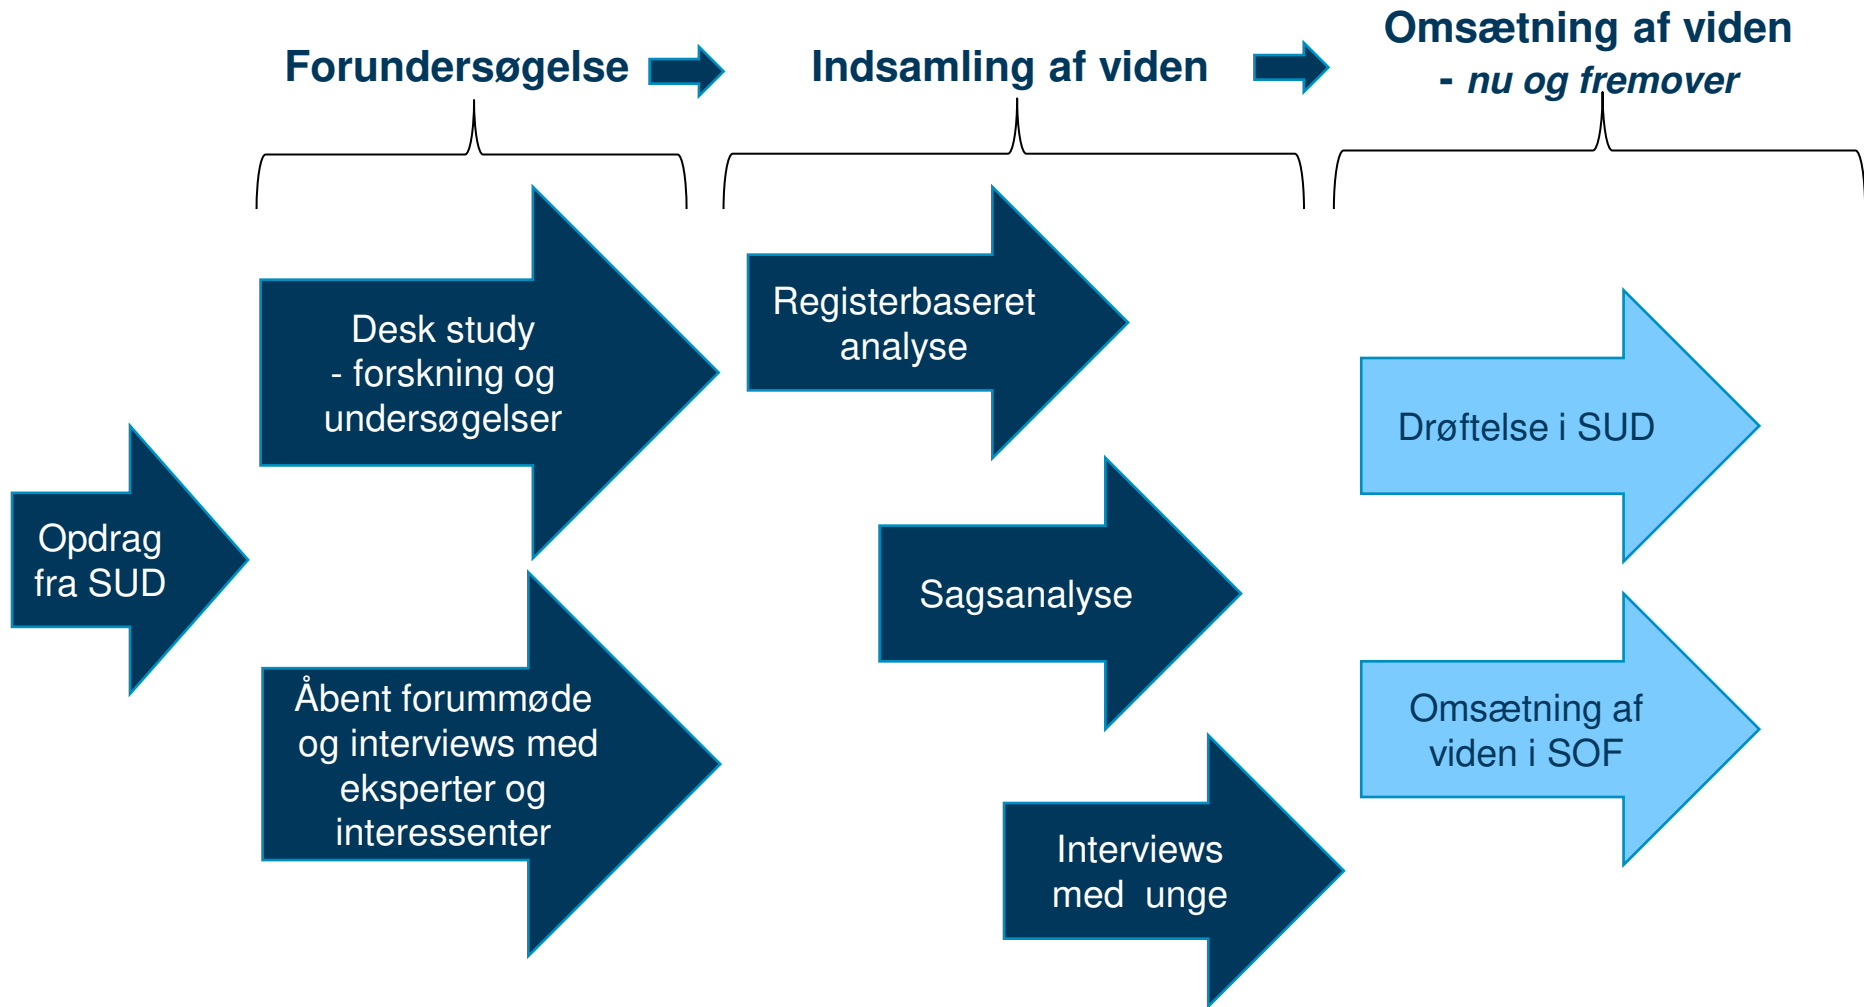 Forundersøgelse
Indsamling af viden
Omsætning af viden
- nu og fremover
Opdrag
fra SUD
Desk study
- forskning og
undersøgelser
Åbent forummøde
og interviews med
eksperter og
interessenter
Registerbaseret
analyse
Sagsanalyse
Interviews
med unge
Drøftelse i SUD
Omsætning af
viden i SOF